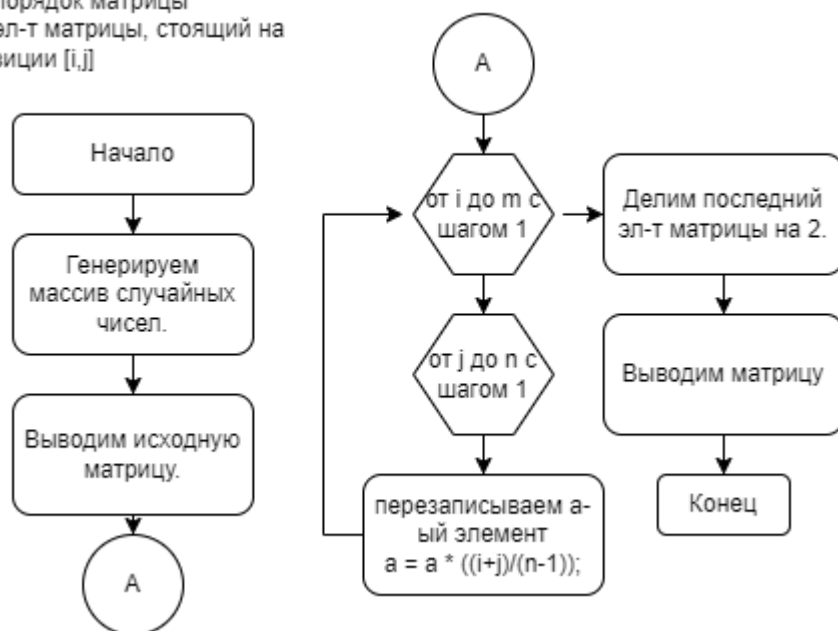 порядок матрицы
эл-т матрицы, стоящий на
[i,j]
Начало
Генерируем
массив случайных
чисел.
Выводим исходную
матрицу.
А
А
от i до m с
шагом 1
от j до n с
шагом 1
перезаписываем а-
ый элемент
a = a * ((i+j)/(n-1));
Делим последний
эл-т матрицы на 2.
Выводим матрицу
Конец